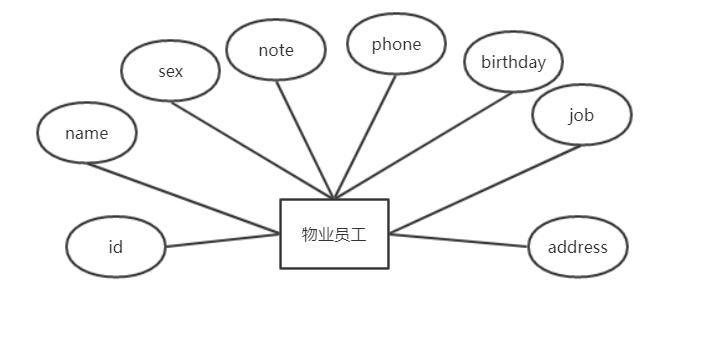 note
phone
sex
birthday
name
job
物业员工
id
address